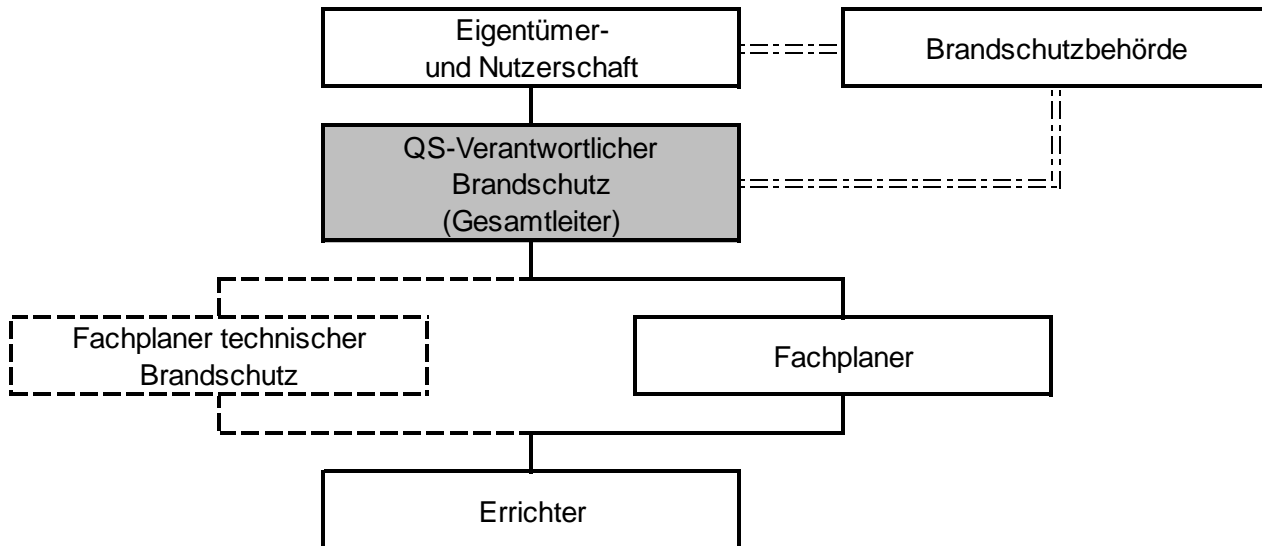 Eigentümer-
und Nutzerschaft
Brandschutzbehörde
QS-Verantwortlicher
Brandschutz
(Gesamtleiter)
Fachplaner technischer
Brandschutz
Fachplaner
Errichter